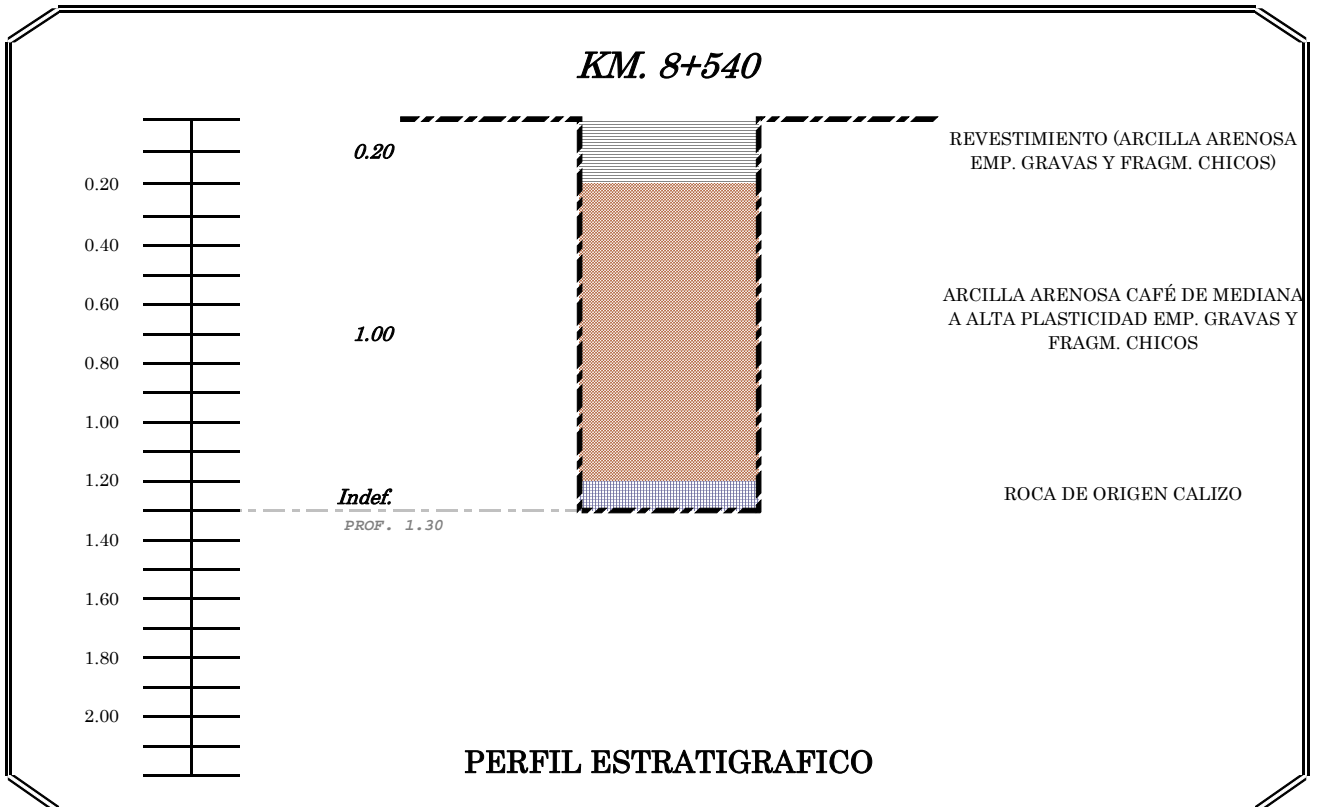 KM. 8+540
0.20
REVESTIMIENTO (ARCILLA ARENOSA
EMP. GRAVAS Y FRAGM. CHICOS)
0.20
0.40
0.60
0.80
1.00
1.20
1.40
1.60
1.80
2.00
1.00
ARCILLA ARENOSA CAFÉ DE MEDIANA
A ALTA PLASTICIDAD EMP. GRAVAS Y
FRAGM. CHICOS
Indef.
PROF. 1.30
ROCA DE ORIGEN CALIZO
PERFIL ESTRATIGRAFICO